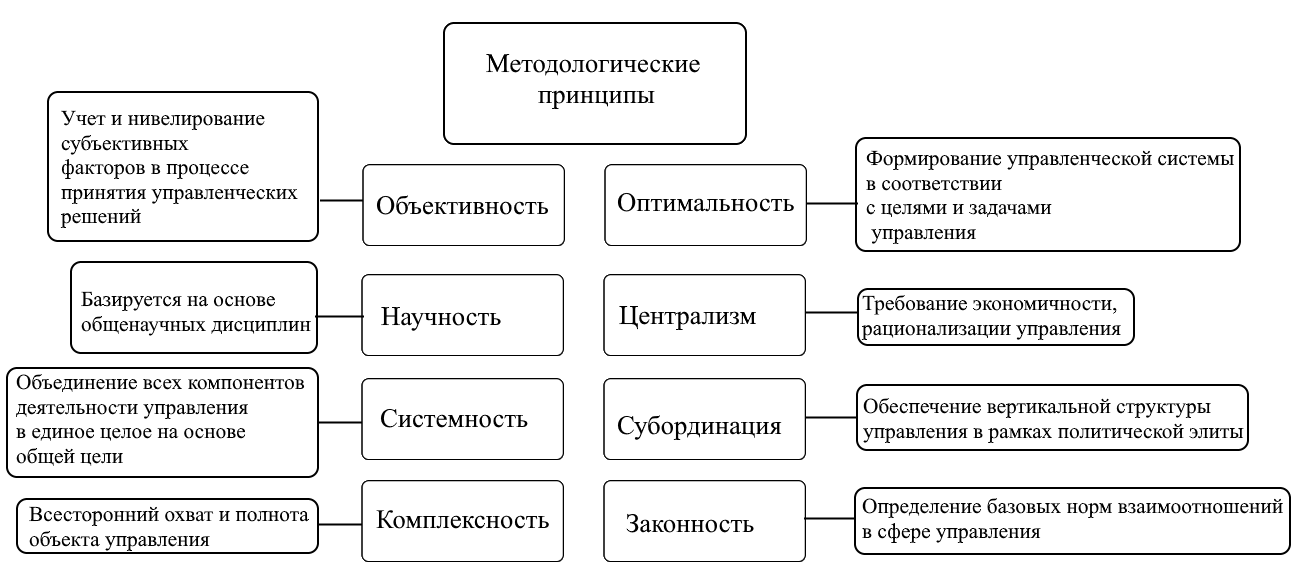 Методологические
принципы
Учет и нивелирование
субъективных
факторов в процессе
принятия управленческих
решений
Объективность
Оптимальность
Формирование управленческой системы
в соответствии
с целями и задачами
управления
Базируется на основе
общенаучных дисциплин
Научность
Централизм
Требование экономичности,
рационализации управления
Объединение всех компонентов
деятельности управления
в единое целое на основе
общей цели
Системность
Субординация
Обеспечение вертикальной структуры
управления в рамках политической элиты
Всесторонний охват и полнота
объекта управления
Комплексность
Законность
Определение базовых норм взаимоотношений
в сфере управления